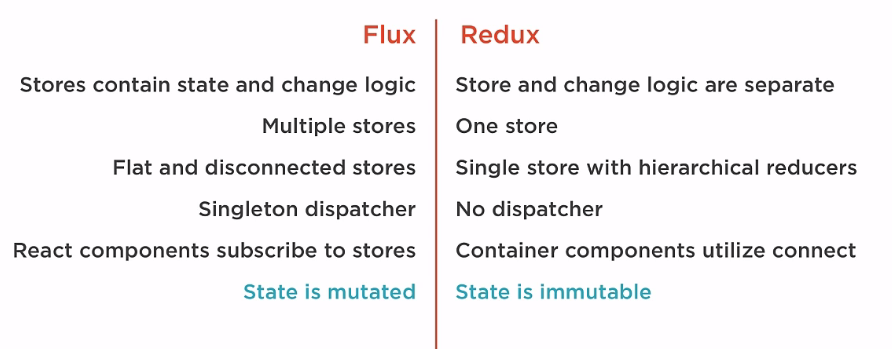 Flux Redux
Stores contain state and change logic Store and change logic are separate
Multiple stores One store
Flat and disconnected stores Single store with hierarchical reducers
Singleton dispatcher No dispatcher
React components subscribe to stores Container components utilize connect
State is mutated State is immutable